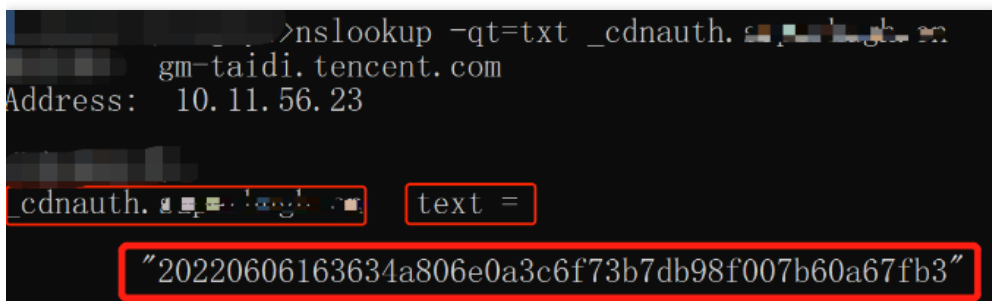 >nslookup -qt=txt _cdnauth.
gm-taidi.tencent.com
Address: 10.11.56.23
_cdnauth. text =
"20220606163634a806e0a3c6f73b7db98f007b60a67fb3"